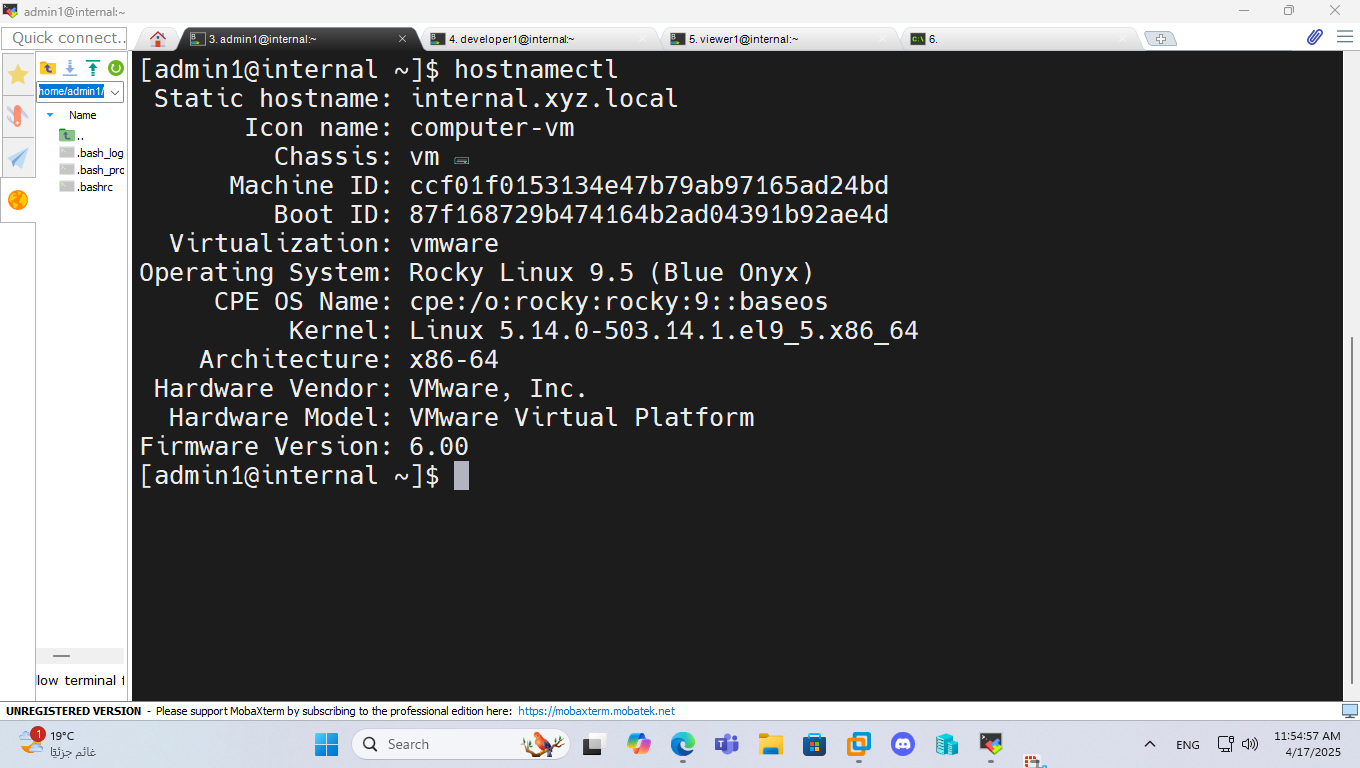 admin1@internal:~
Quick connect..
3. admin1@internal:~
4. developer1@internal:~
5. viewer1@internal:~
6.
home/admin1/
Name
..
.bash_log
.bash_pro
.bashrc
[admin1@internal ~]$ hostnamectl
Static hostname: internal.xyz.local
Icon name: computer-vm
Chassis: vm
Machine ID: ccf01f0153134e47b79ab97165ad24bd
Boot ID: 87f168729b474164b2ad04391b92ae4d
Virtualization: vmware
Operating System: Rocky Linux 9.5 (Blue Onyx)
CPE OS Name: cpe:/o:rocky:rocky:9::baseos
Kernel: Linux 5.14.0-503.14.1.el9_5.x86_64
Architecture: x86-64
Hardware Vendor: VMware, Inc.
Hardware Model: VMware Virtual Platform
Firmware Version: 6.00
[admin1@internal ~]$
low terminal f
UNREGISTERED VERSION - Please support MobaXterm by subscribing to the professional edition here: https://mobaxterm.mobatek.net
1
19°C
غائم جزئيًا
Search
ENG
11:54:57 AM
4/17/2025